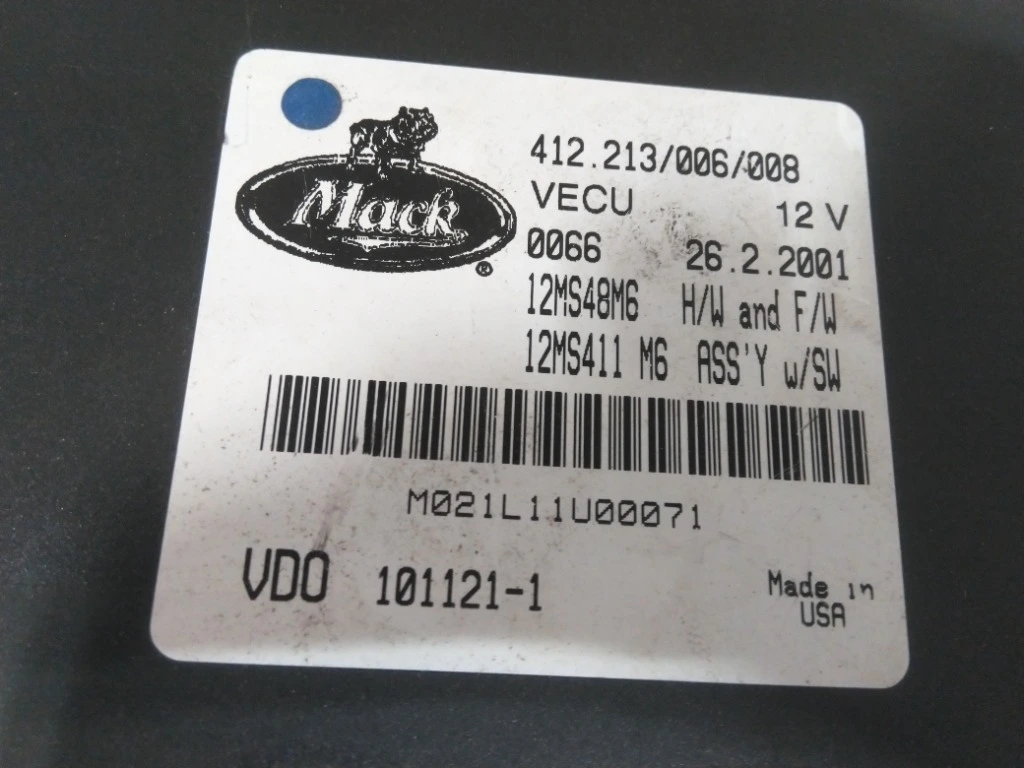 Mack
®
412.213/006/008
VECU 12 V
0066 26.2.2001
12MS48M6 H/W and F/W
12MS411 M6 ASS'Y w/SW
M021L11U00071
VDO 101121-1
Made in
USA